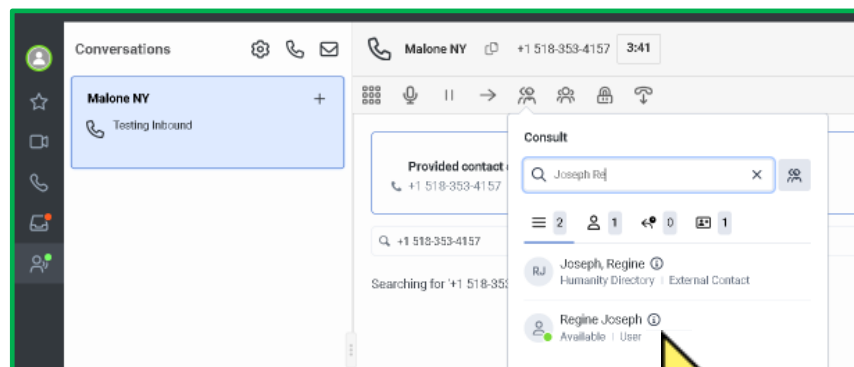 Conversations
Malone NY +1 518-353-4157 3:41
Malone NY +
Testing Inbound
Consult
Provided contact
+1 518-353-4157
Joseph Re
2 1 0 1
+1 518-353-4157
Searching for '+1 518-35
RJ
Joseph, Regine
Humanity Directory | External Contact
Regine Joseph
Available | User